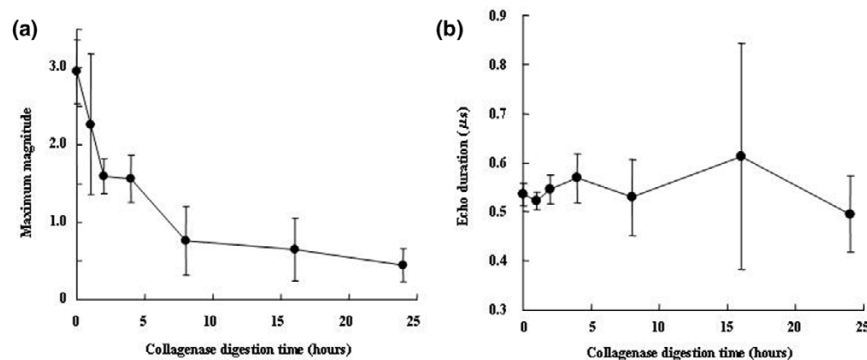 (a)
Maximum magnitude
3.0
2.0
1.0
0
0 5 10 15 20 25
Collagenase digestion time (hours)
(b)
Echo duration (μs)
0.9
0.8
0.7
0.6
0.5
0.4
0.3
0 5 10 15 20 25
Collagenase digestion time (hours)